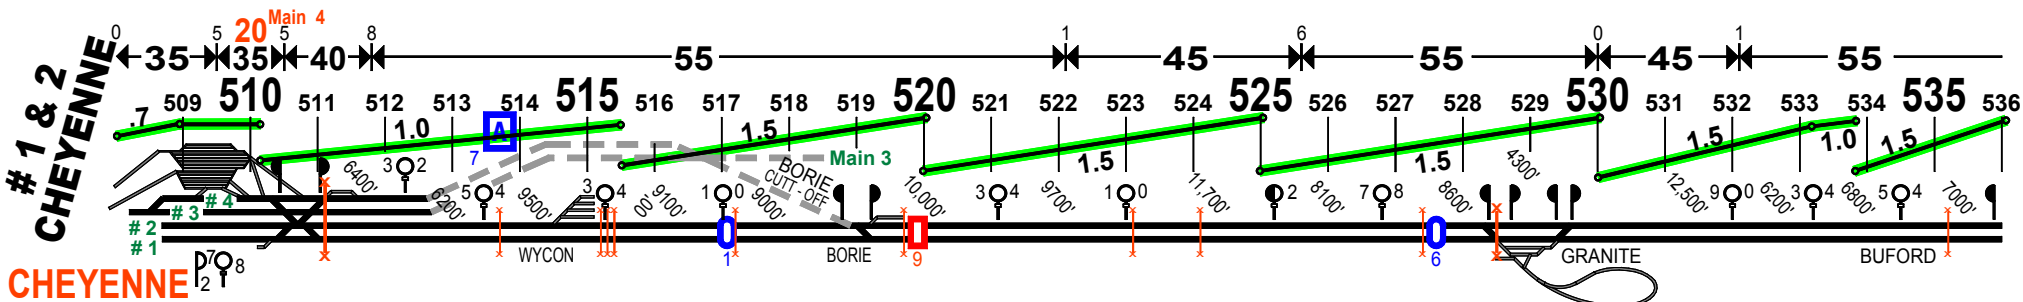 Main 4
0 5 20 5 8 1 6 0 1
35 35 40 55 45 55 45 55
# 1 & 2
CHEYENNE
509 510 511 512 513 514 515 516 517 518 519 520 521 522 523 524 525 526 527 528 529 530 531 532 533 534 535 536
.7 1.0 A 1.5 1.5 1.5 1.5 1.0 1.5
7
Main 3
BORIE
CUTT-OFF
6400' 6200' 9500' 9100' 00 9000' 10,000' 9700' 11,700' 8100' 8600' 4300' 12,500' 6200' 6800' 7000'
3 2 5 4 3 4 1 0 3 4 1 0 2 7 8 9 0 3 4 5 4
# 4
# 3
# 2
# 1
WYCON BORIE GRANITE BUFORD
1 9 6
7 8
2
CHEYENNE